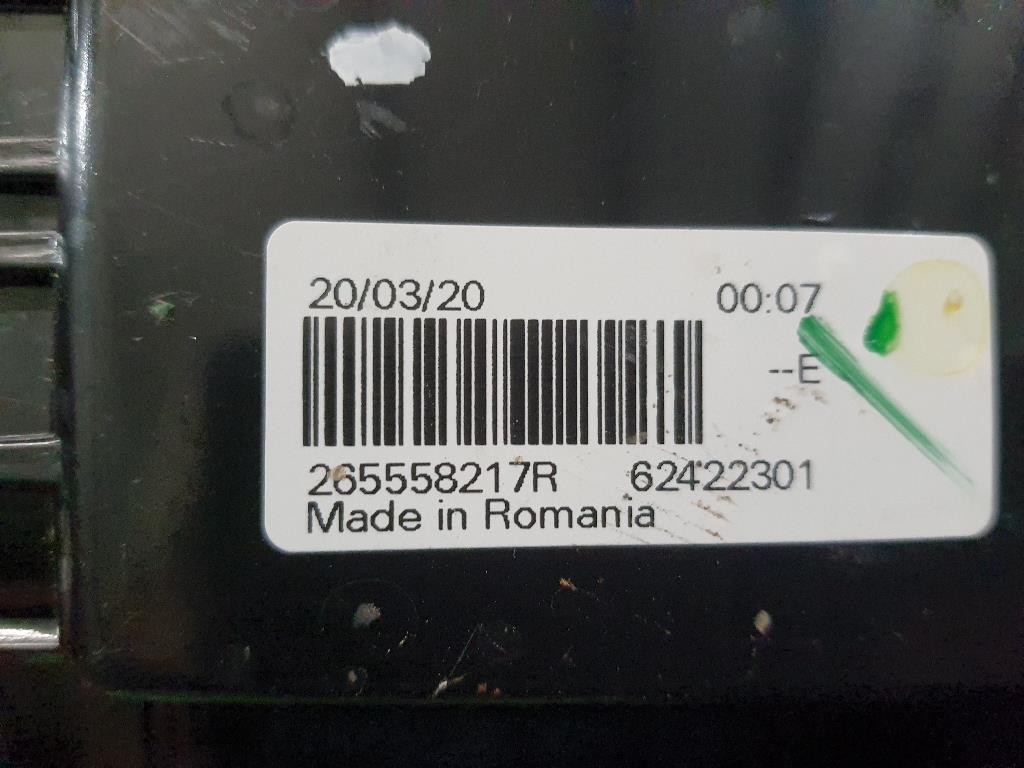 20/03/20 00:07
--E
265558217R 62422301
Made in Romania